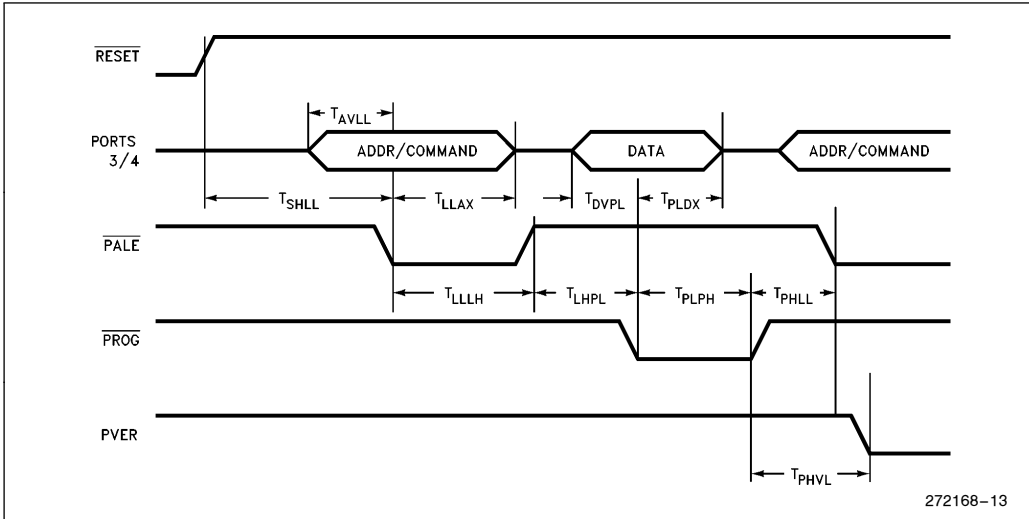 RESET
T_AVLL
PORTS
3/4
ADDR/COMMAND
DATA
ADDR/COMMAND
T_SHLL
T_LLAX
T_DVPL
T_PLDX
PALE
T_LLLH
T_LHPL
T_PLPH
T_PHLL
PROG
PVER
T_PHVL
272168–13